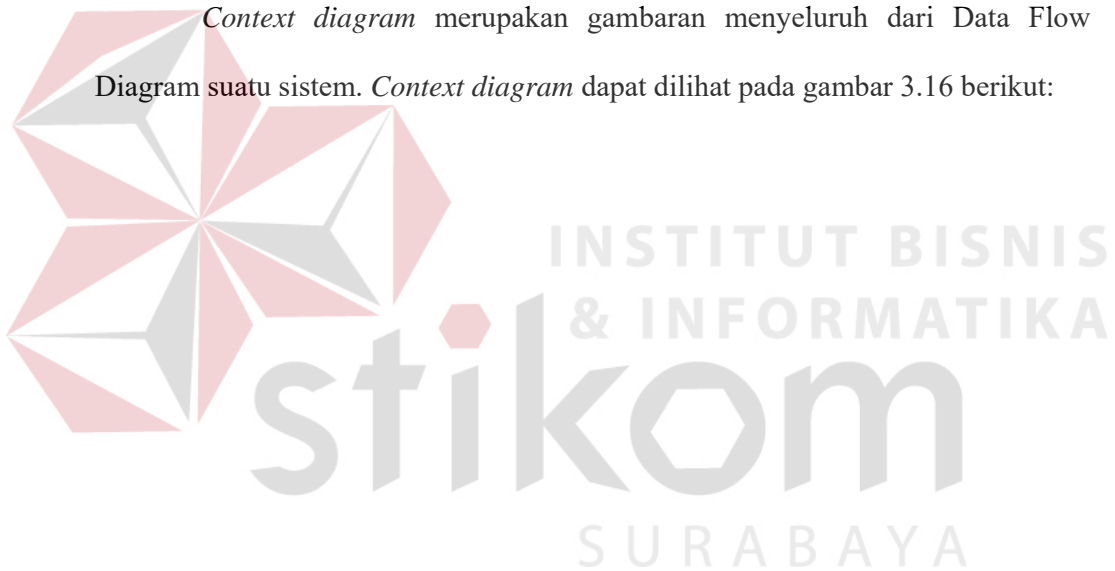 Context diagram merupakan gambaran menyeluruh dari Data Flow
Diagram suatu sistem. Context diagram dapat dilihat pada gambar 3.16 berikut:
INSTITUT BISNIS
& INFORMATIKA
stikom
SURABAYA